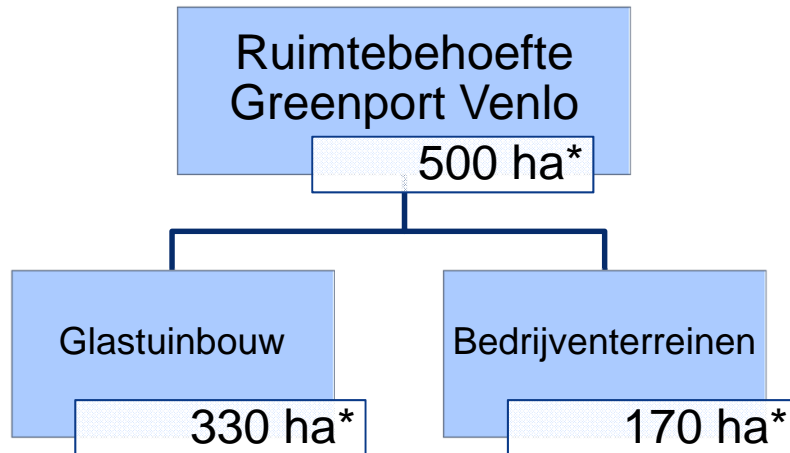 Ruimtebehoefte
Greenport Venlo
500 ha*
Glastuinbouw
Bedrijventerreinen
330 ha*
170 ha*